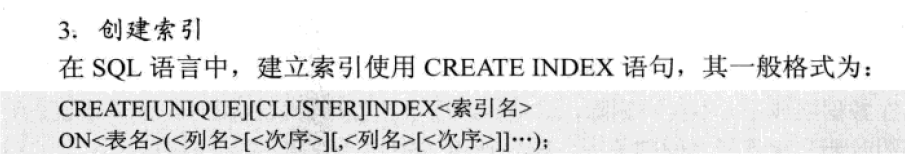 3. 创建索引
在 SQL 语言中，建立索引使用 CREATE INDEX 语句，其一般格式为：
CREATE[UNIQUE][CLUSTER]INDEX<索引名>
ON<表名>(<列名>[<次序>][,<列名>[<次序>]]…);